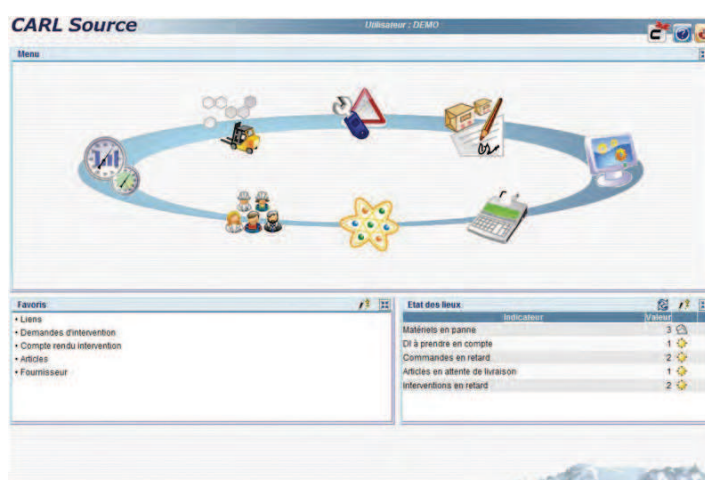 CARL Source
Utilisateur : DEMO
Menu
Favoris
• Liens
• Demandes d'intervention
• Compte rendu intervention
• Articles
• Fournisseur
Etat des lieux
Indicateur Valeur
Matériels en panne 3
DI à prendre en compte 1
Commandes en retard 2
Articles en attente de livraison 1
Interventions en retard 2